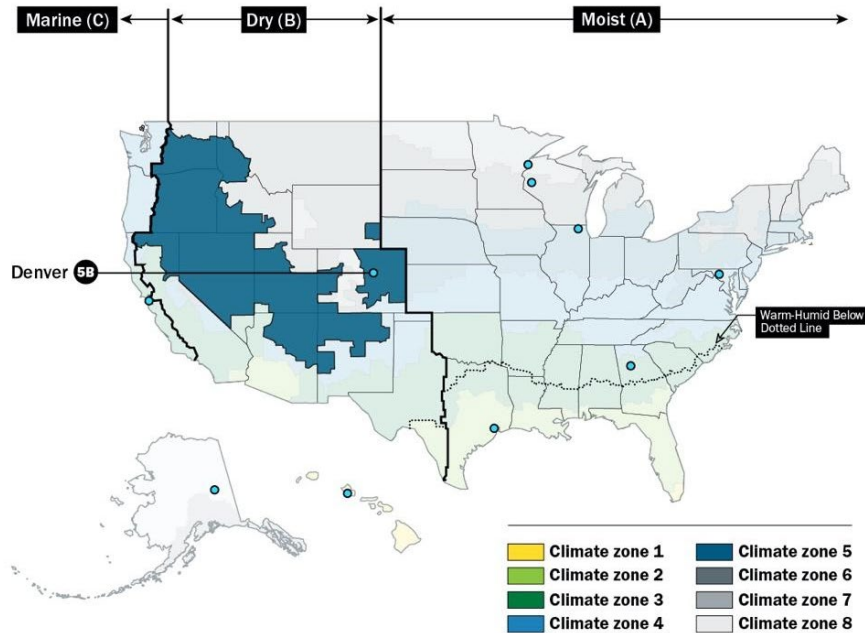 Marine (C)
Dry (B)
Moist (A)
Denver 5B
Warm-Humid Below
Dotted Line
Climate zone 1
Climate zone 2
Climate zone 3
Climate zone 4
Climate zone 5
Climate zone 6
Climate zone 7
Climate zone 8